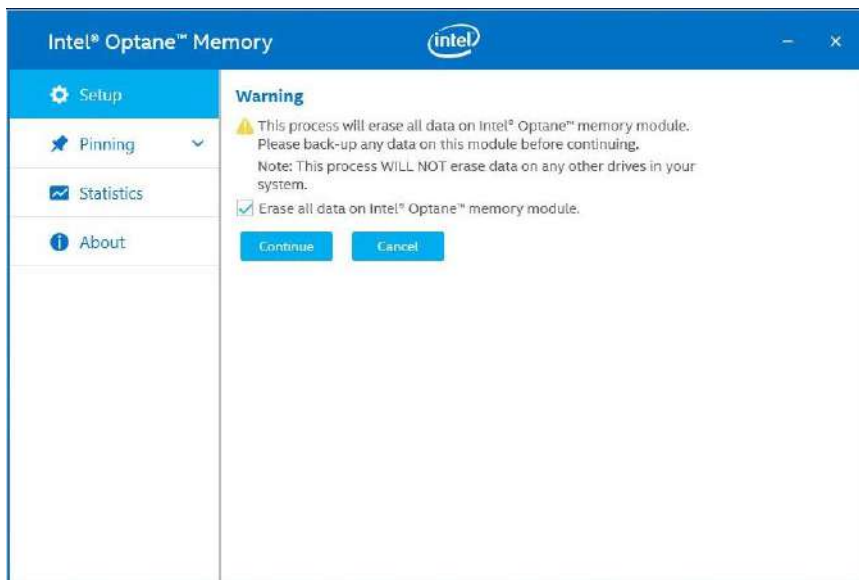 Intel® Optane™ Memory
intel
Setup
Pinning
Statistics
About
Warning
This process will erase all data on Intel® Optane™ memory module.
Please back-up any data on this module before continuing.
Note: This process WILL NOT erase data on any other drives in your
system.
Erase all data on Intel® Optane™ memory module.
Continue
Cancel